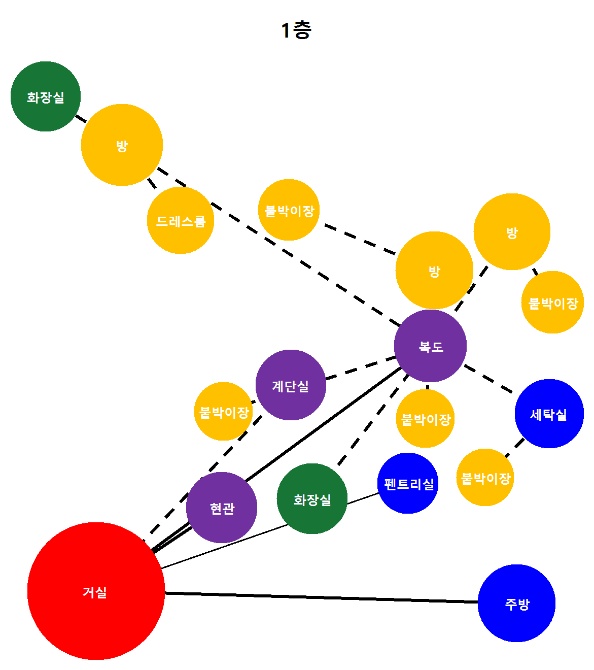 1층
화장실
방
드레스룸
붙박이장
방
방
붙박이장
복도
계단실
붙박이장
붙박이장
세탁실
붙박이장
펜트리실
화장실
현관
거실
주방